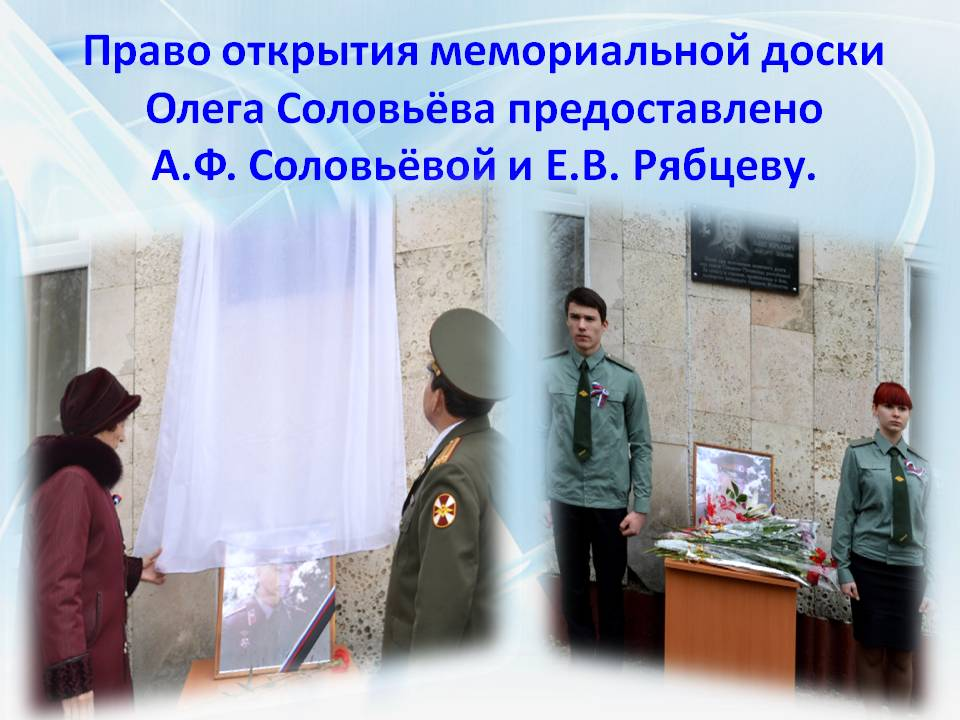 Право открытия мемориальной доски
Олега Соловьёва предоставлено
А.Ф. Соловьёвой и Е.В. Рябцеву.